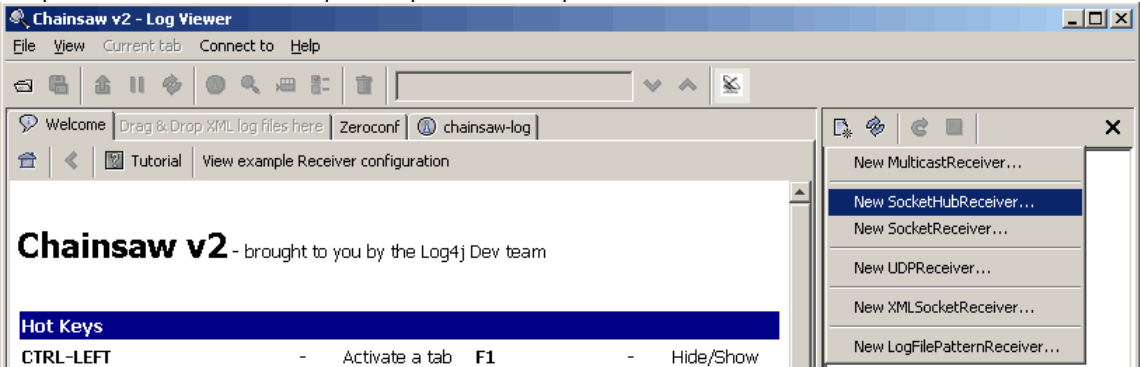 Chainsaw v2 - Log Viewer
File View Current tab Connect to Help
Welcome Drag & Drop XML log files here Zeroconf chainsaw-log
Tutorial View example Receiver configuration
Chainsaw v2 - brought to you by the Log4j Dev team
Hot Keys
CTRL-LEFT - Activate a tab F1 - Hide/Show
New MulticastReceiver...
New SocketHubReceiver...
New SocketReceiver...
New UDPReceiver...
New XMLSocketReceiver...
New LogFilePatternReceiver...